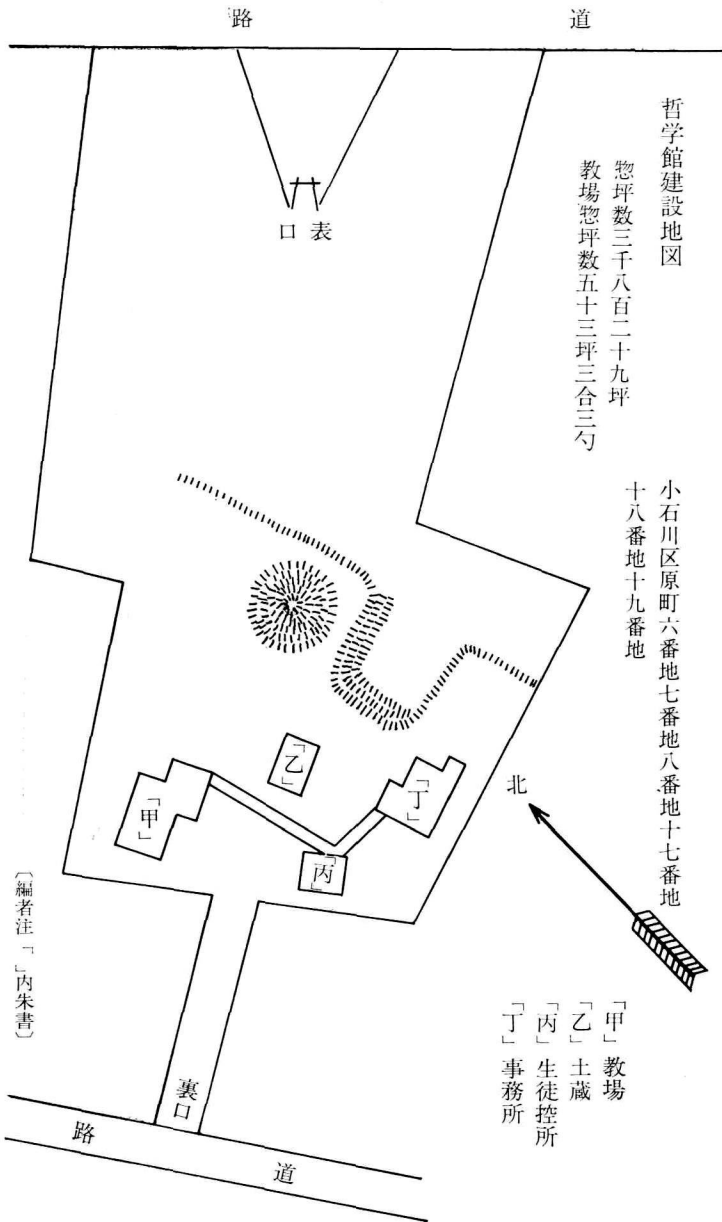 道路
哲学館建設地図
惣坪数三千八百二十九坪
教場惣坪数五十三坪三合三勺
小石川区原町六番地七番地八番地十七番地
十八番地十九番地
表口
北
「甲」
「乙」
「丙」
「丁」
「甲」教場
「乙」土蔵
「丙」生徒控所
「丁」事務所
裏口
道路
〔編者注「」内朱書〕